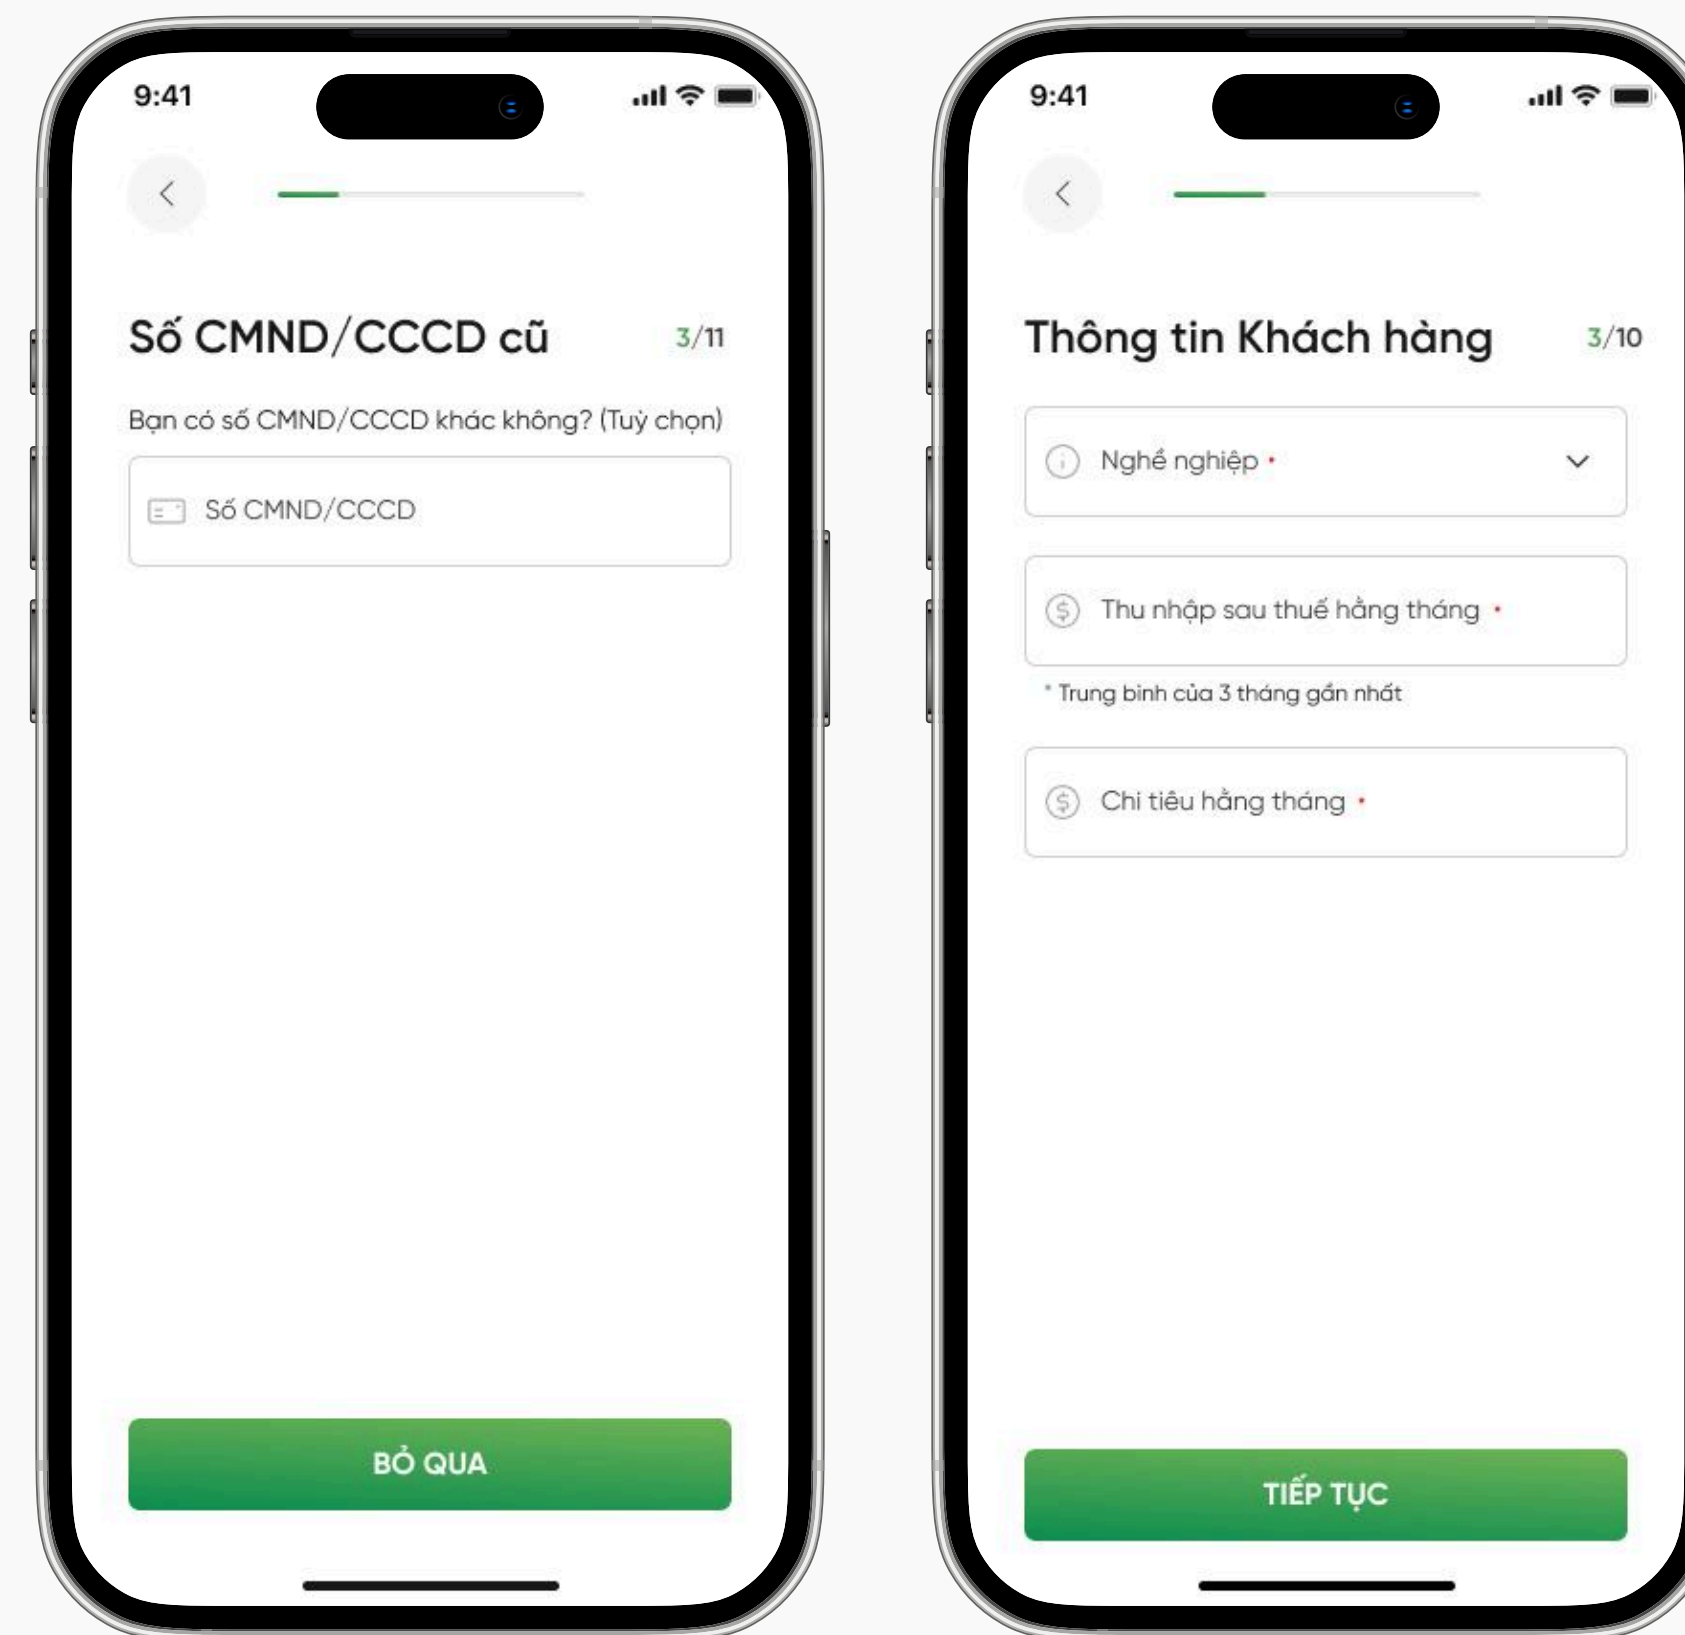 9:41
Số CMND/CCCD cũ 3/11
Bạn có số CMND/CCCD khác không? (Tuỳ chọn)
Số CMND/CCCD
BỎ QUA
9:41
Thông tin Khách hàng 3/10
Nghề nghiệp •
Thu nhập sau thuế hằng tháng •
* Trung bình của 3 tháng gần nhất
Chi tiêu hằng tháng •
TIẾP TỤC